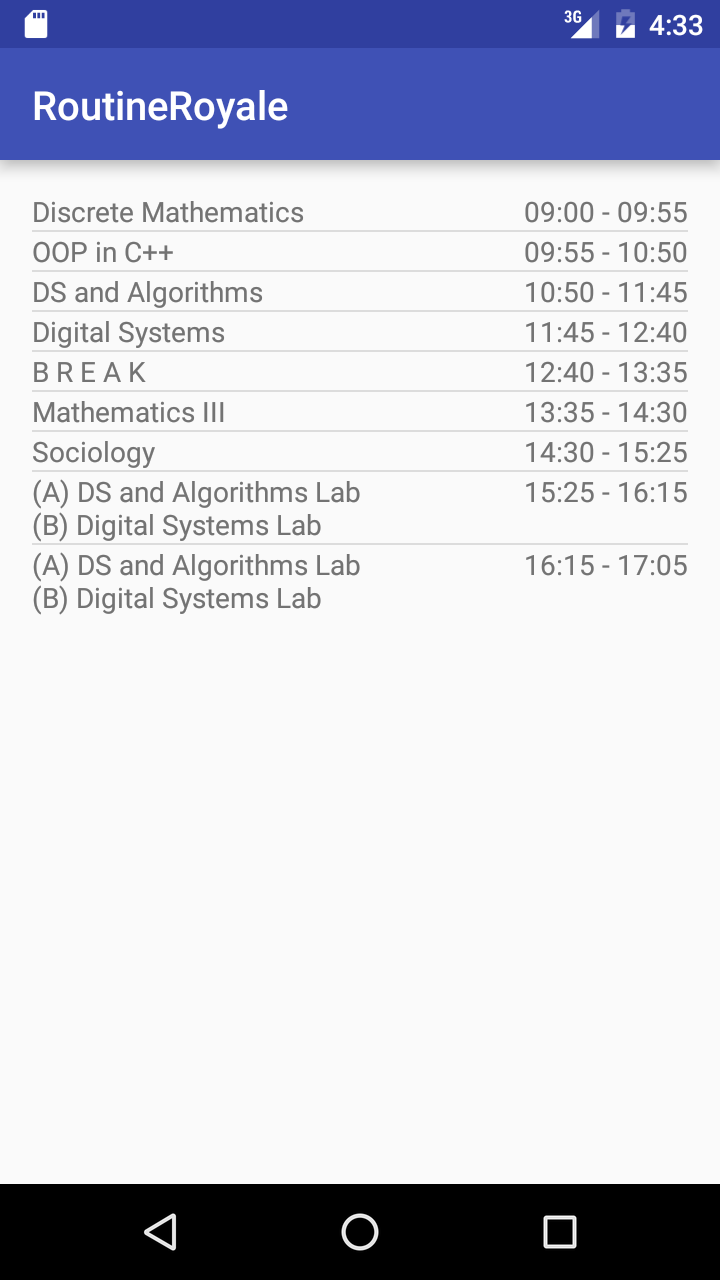 3G 4:33
RoutineRoyale
Discrete Mathematics 09:00 - 09:55
OOP in C++ 09:55 - 10:50
DS and Algorithms 10:50 - 11:45
Digital Systems 11:45 - 12:40
B R E A K 12:40 - 13:35
Mathematics III 13:35 - 14:30
Sociology 14:30 - 15:25
(A) DS and Algorithms Lab 15:25 - 16:15
(B) Digital Systems Lab
(A) DS and Algorithms Lab 16:15 - 17:05
(B) Digital Systems Lab